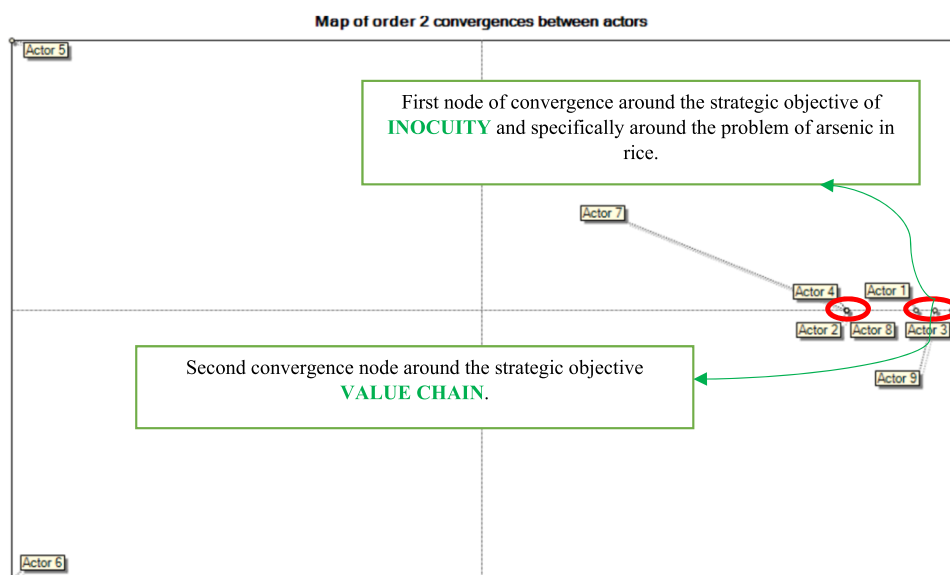 Map of order 2 convergences between actors
Actor 5
First node of convergence around the strategic objective of
INOCUITY and specifically around the problem of arsenic in
rice.
Actor 7
Actor 4
Actor 1
Actor 2
Actor 8
Actor 3
Second convergence node around the strategic objective
VALUE CHAIN.
Actor 9
Actor 6